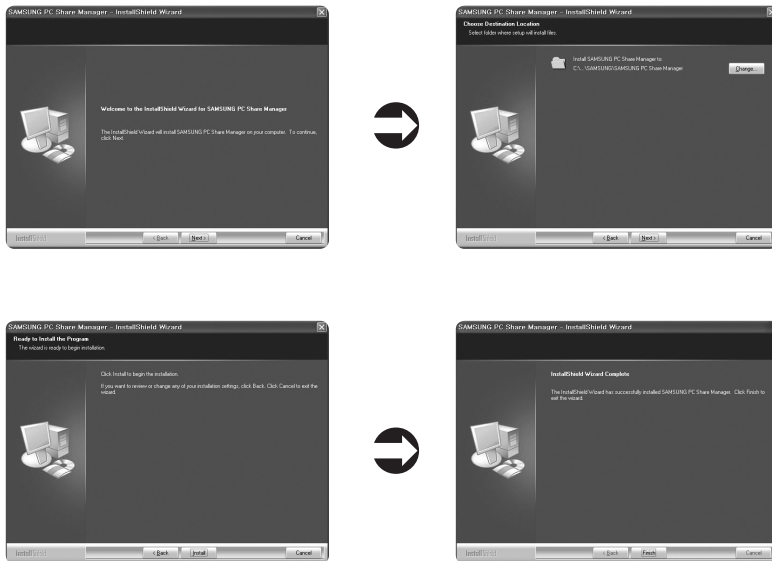 SAMSUNG PC Share Manager - InstallShield Wizard
Welcome to the InstallShield Wizard for SAMSUNG PC Share Manager
The InstallShield Wizard will install SAMSUNG PC Share Manager on your computer. To continue,
click Next.
InstallShield
< Back
Next >
Cancel
SAMSUNG PC Share Manager - InstallShield Wizard
Choose Destination Location
Select folder where setup will install files.
Install SAMSUNG PC Share Manager to:
C:\...\SAMSUNG\SAMSUNG PC Share Manager
Change...
InstallShield
< Back
Next >
Cancel
SAMSUNG PC Share Manager - InstallShield Wizard
Ready to Install the Program
The wizard is ready to begin installation.
Click Install to begin the installation.
If you want to review or change any of your installation settings, click Back. Click Cancel to exit the
wizard.
InstallShield
< Back
Install
Cancel
SAMSUNG PC Share Manager - InstallShield Wizard
InstallShield Wizard Complete
The InstallShield Wizard has successfully installed SAMSUNG PC Share Manager. Click Finish to
exit the wizard.
InstallShield
< Back
Finish
Cancel